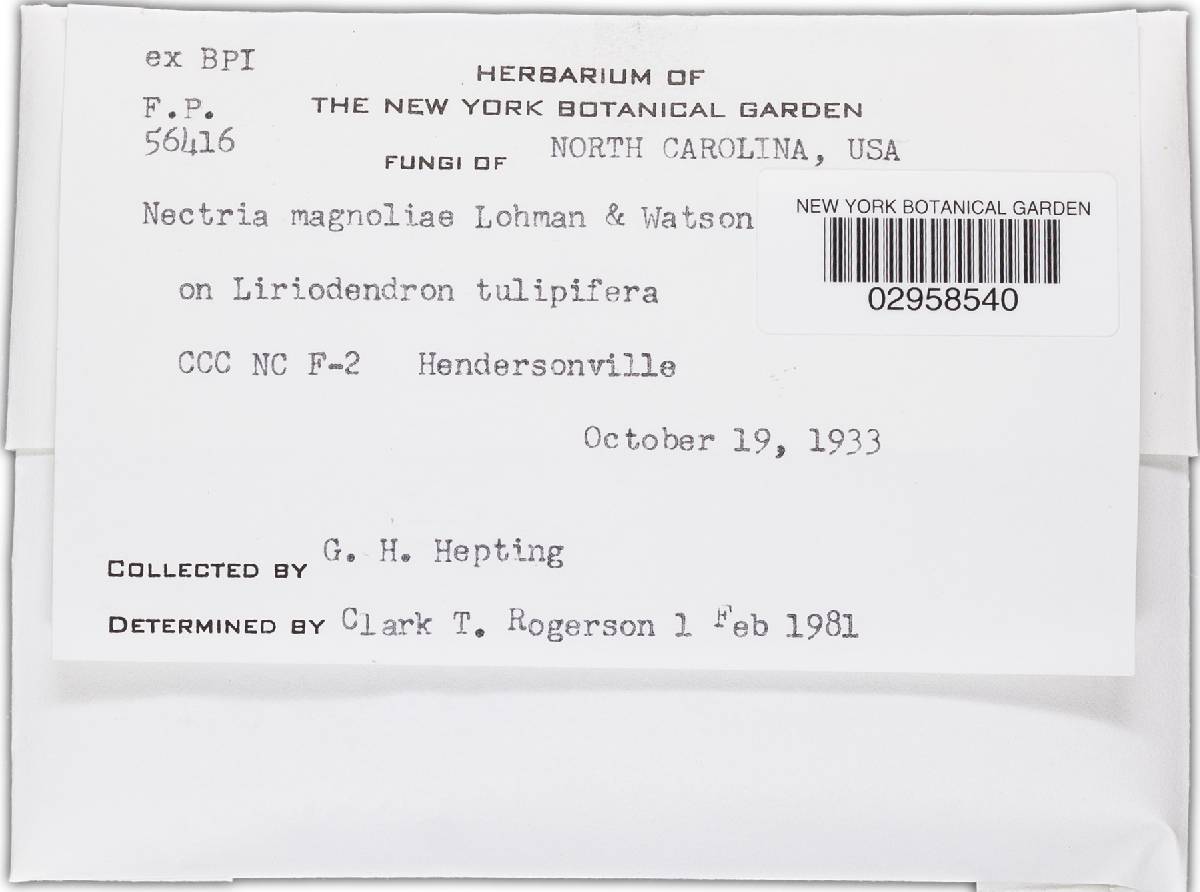 ex BPI
HERBARIUM OF
F.P.
THE NEW YORK BOTANICAL GARDEN
56416
FUNGI OF NORTH CAROLINA, USA
Nectria magnoliae Lohman & Watson
NEW YORK BOTANICAL GARDEN
02958540
on Liriodendron tulipifera
CCC NC F-2 Hendersonville
October 19, 1933
COLLECTED BY G. H. Hepting
DETERMINED BY Clark T. Rogerson 1 Feb 1981